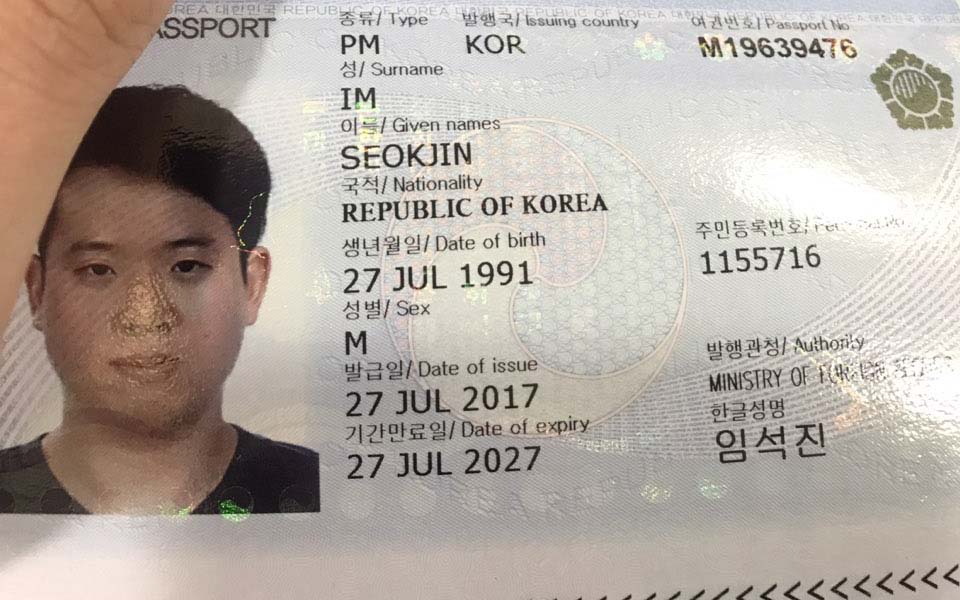 대한민국 REPUBLIC OF KOREA 대한민국 REPUBLIC OF KOREA
ASSPORT
종류/ Type 발행국/ Issuing country 여권번호/ Passport No
PM KOR M19639476
성/ Surname
IM
이름/ Given names
SEOKJIN
국적/ Nationality
REPUBLIC OF KOREA
생년월일/ Date of birth 주민등록번호/
27 JUL 1991 1155716
성별/ Sex
M
발급일/ Date of issue 발행관청/ Authority
27 JUL 2017 MINISTRY OF
기간만료일/ Date of expiry 한글성명
27 JUL 2027 임석진
<<<<<<<<<<<<<<